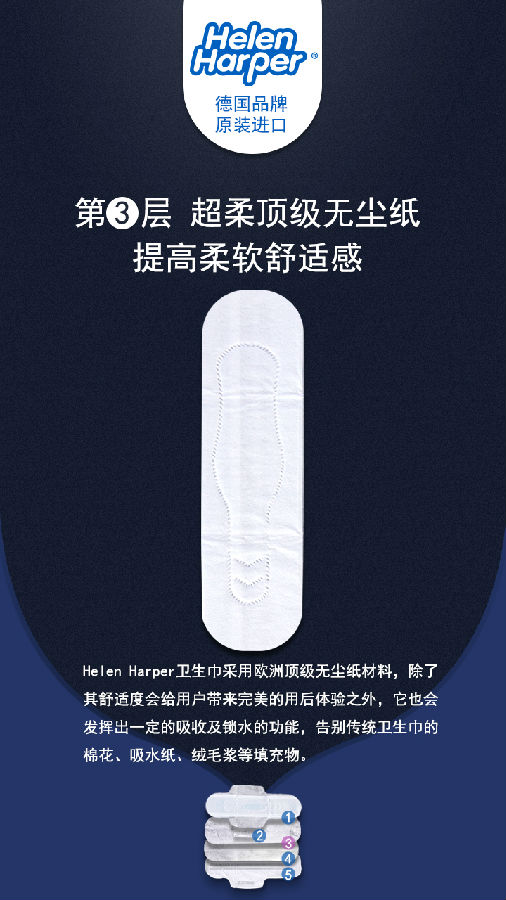 Helen
Harper®
德国品牌
原装进口
第3层 超柔顶级无尘纸
提高柔软舒适感
Helen Harper卫生巾采用欧洲顶级无尘纸材料，除了
其舒适度会给用户带来完美的用后体验之外，它也会
发挥出一定的吸收及锁水的功能，告别传统卫生巾的
棉花、吸水纸、绒毛浆等填充物。
1
2
3
4
5